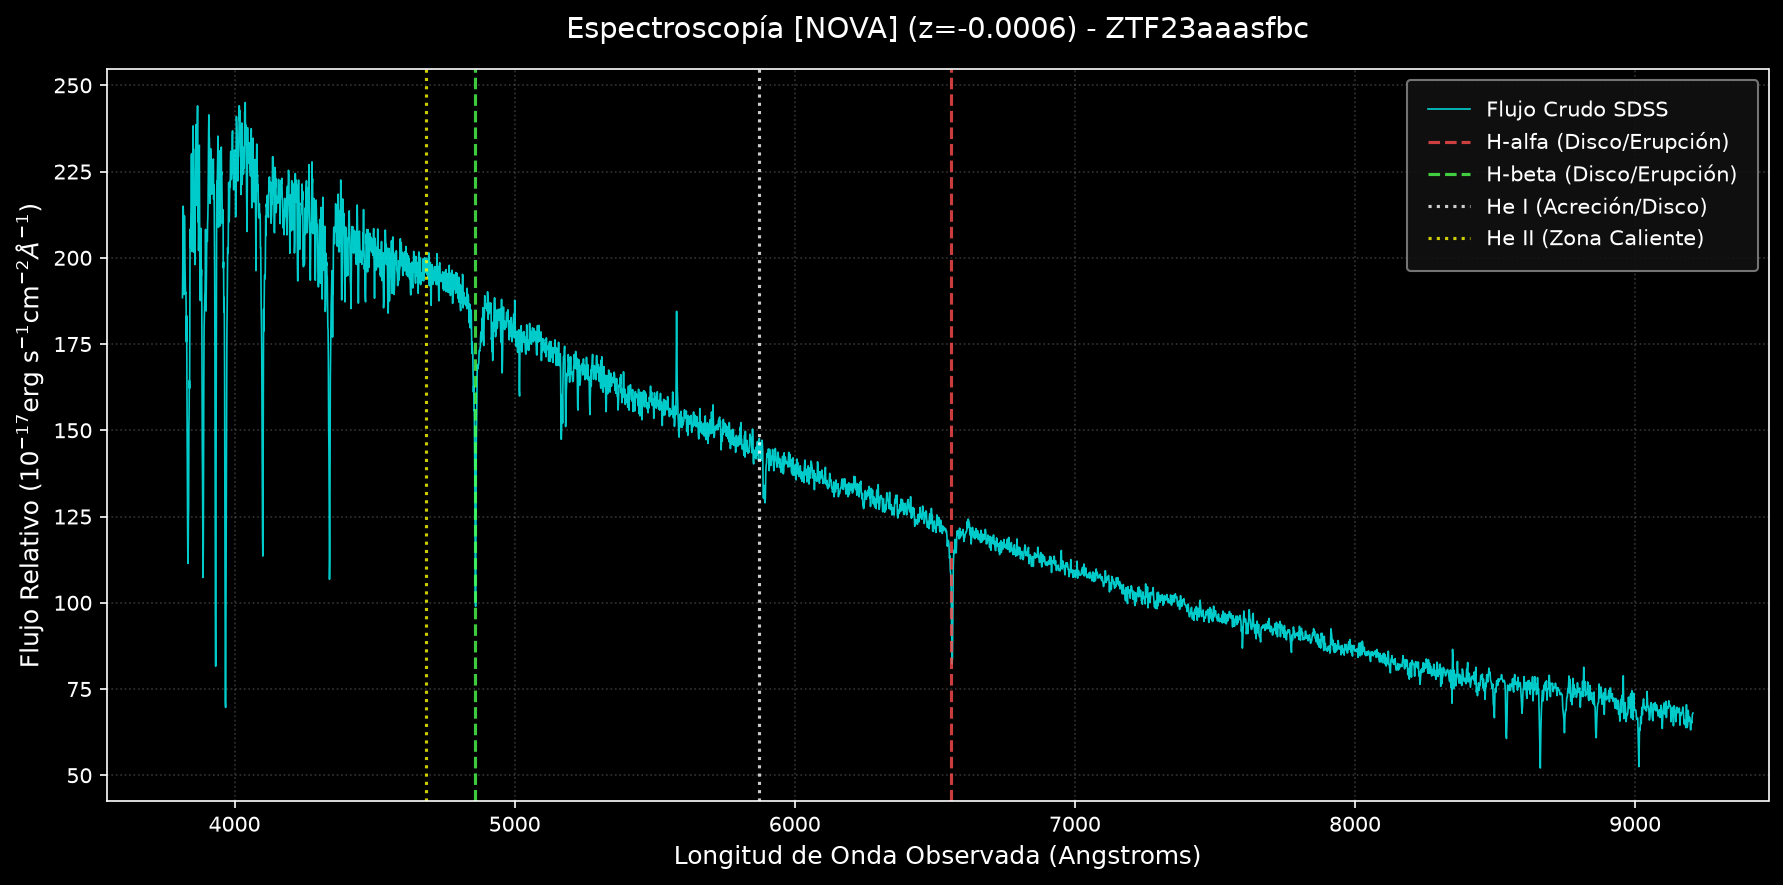 Espectroscopía [NOVA] (z=-0.0006) - ZTF23aaasfbc
Flujo Relativo (10⁻¹⁷erg s⁻¹cm⁻²Å⁻¹)
250
225
200
175
150
125
100
75
50
Flujo Crudo SDSS
H-alfa (Disco/Erupción)
H-beta (Disco/Erupción)
He I (Acreción/Disco)
He II (Zona Caliente)
4000 5000 6000 7000 8000 9000
Longitud de Onda Observada (Angstroms)